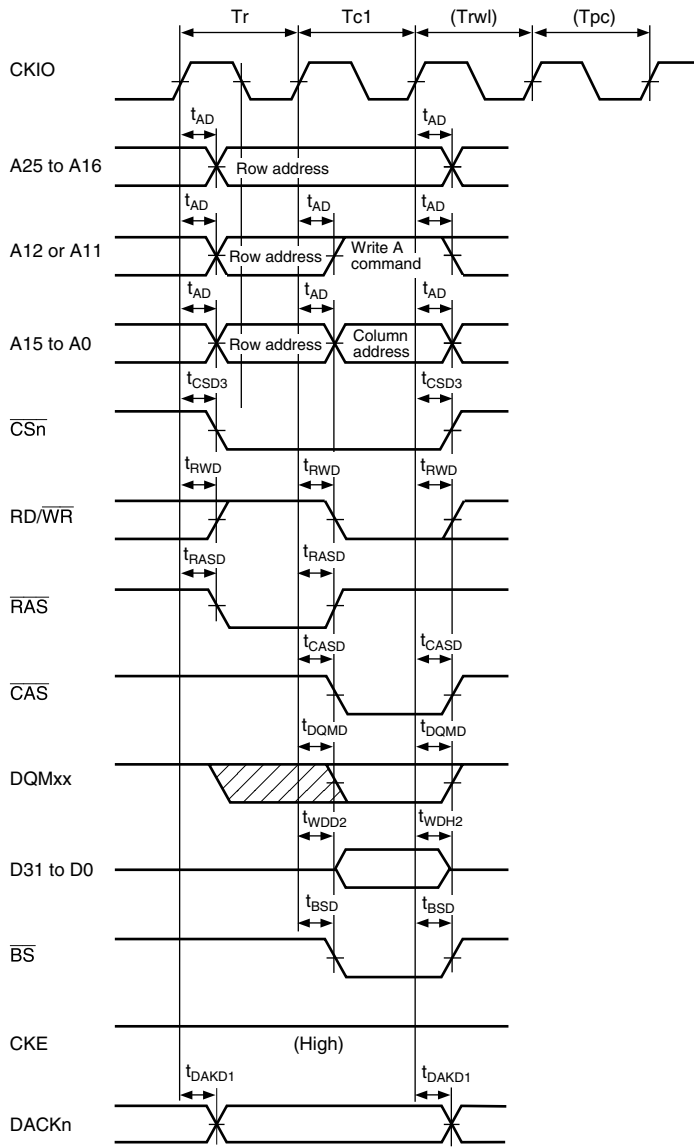 Tr Tc1 (Trwl) (Tpc)
CKIO
tAD tAD
A25 to A16 Row address
tAD tAD tAD
A12 or A11 Row address Write A command
tAD tAD tAD
A15 to A0 Row address Column address
tCSD3 tCSD3
CSn
tRWD tRWD tRWD
RD/WR
tRASD tRASD
RAS
tCASD tCASD
CAS
tDQMD tDQMD
DQMxx
tWDD2 tWDH2
D31 to D0
tBSD tBSD
BS
CKE (High)
tDAKD1 tDAKD1
DACKn